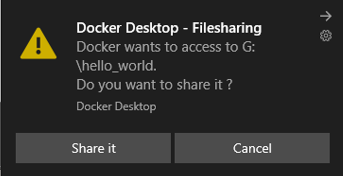 Docker Desktop - Filesharing
Docker wants to access to G:
\hello_world.
Do you want to share it ?
Docker Desktop
Share it
Cancel